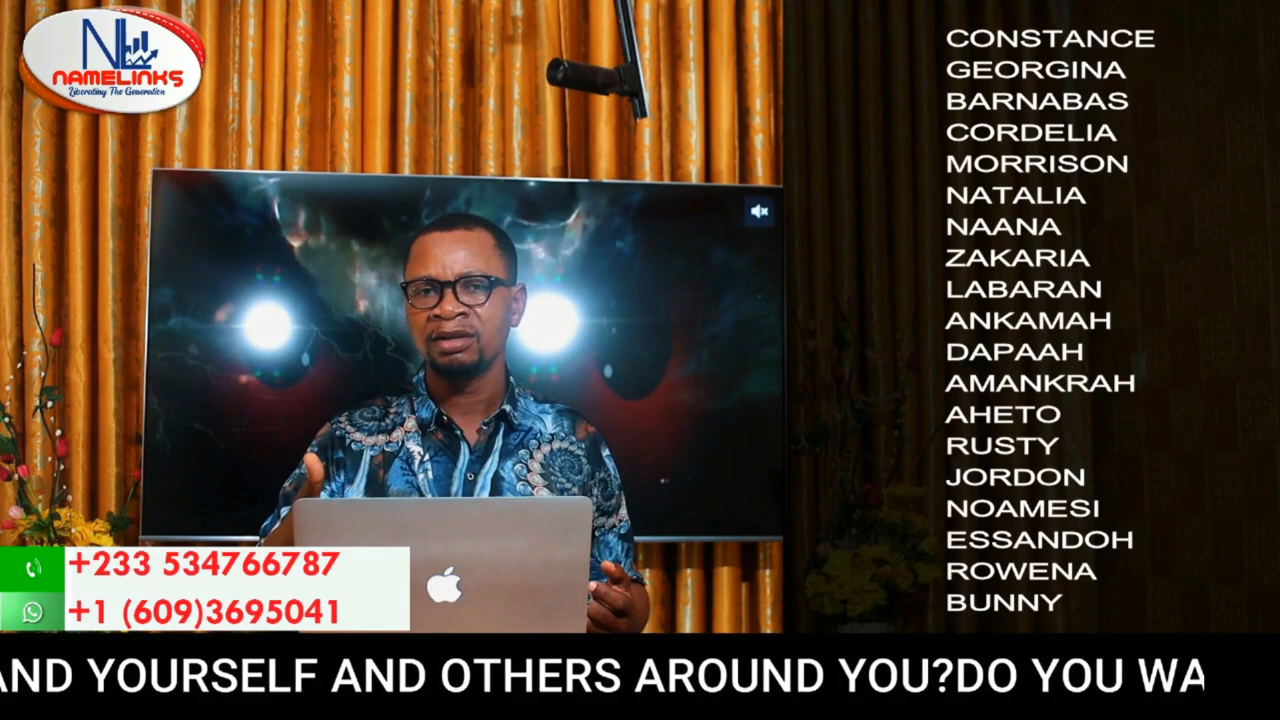 NL
NAMELINKS
Liberating The Generation
CONSTANCE
GEORGINA
BARNABAS
CORDELIA
MORRISON
NATALIA
NAANA
ZAKARIA
LABARAN
ANKAMAH
DAPAAH
AMANKRAH
AHETO
RUSTY
JORDON
NOAMESI
ESSANDOH
ROWENA
BUNNY
+233 534766787
+1 (609)3695041
AND YOURSELF AND OTHERS AROUND YOU?DO YOU WA